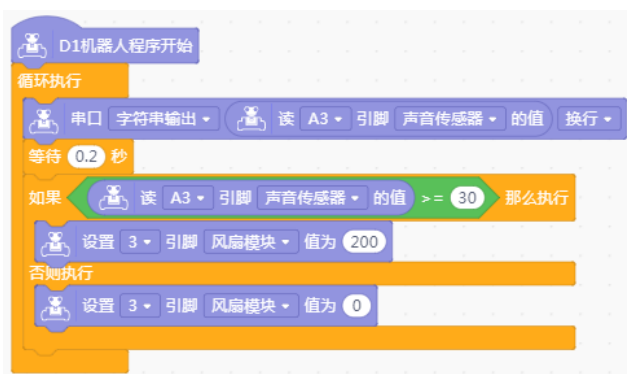 D1机器人程序开始
循环执行
串口 字符串输出 读 A3 引脚 声音传感器 的值 换行
等待 0.2 秒
如果 读 A3 引脚 声音传感器 的值 >= 30 那么执行
设置 3 引脚 风扇模块 值为 200
否则执行
设置 3 引脚 风扇模块 值为 0